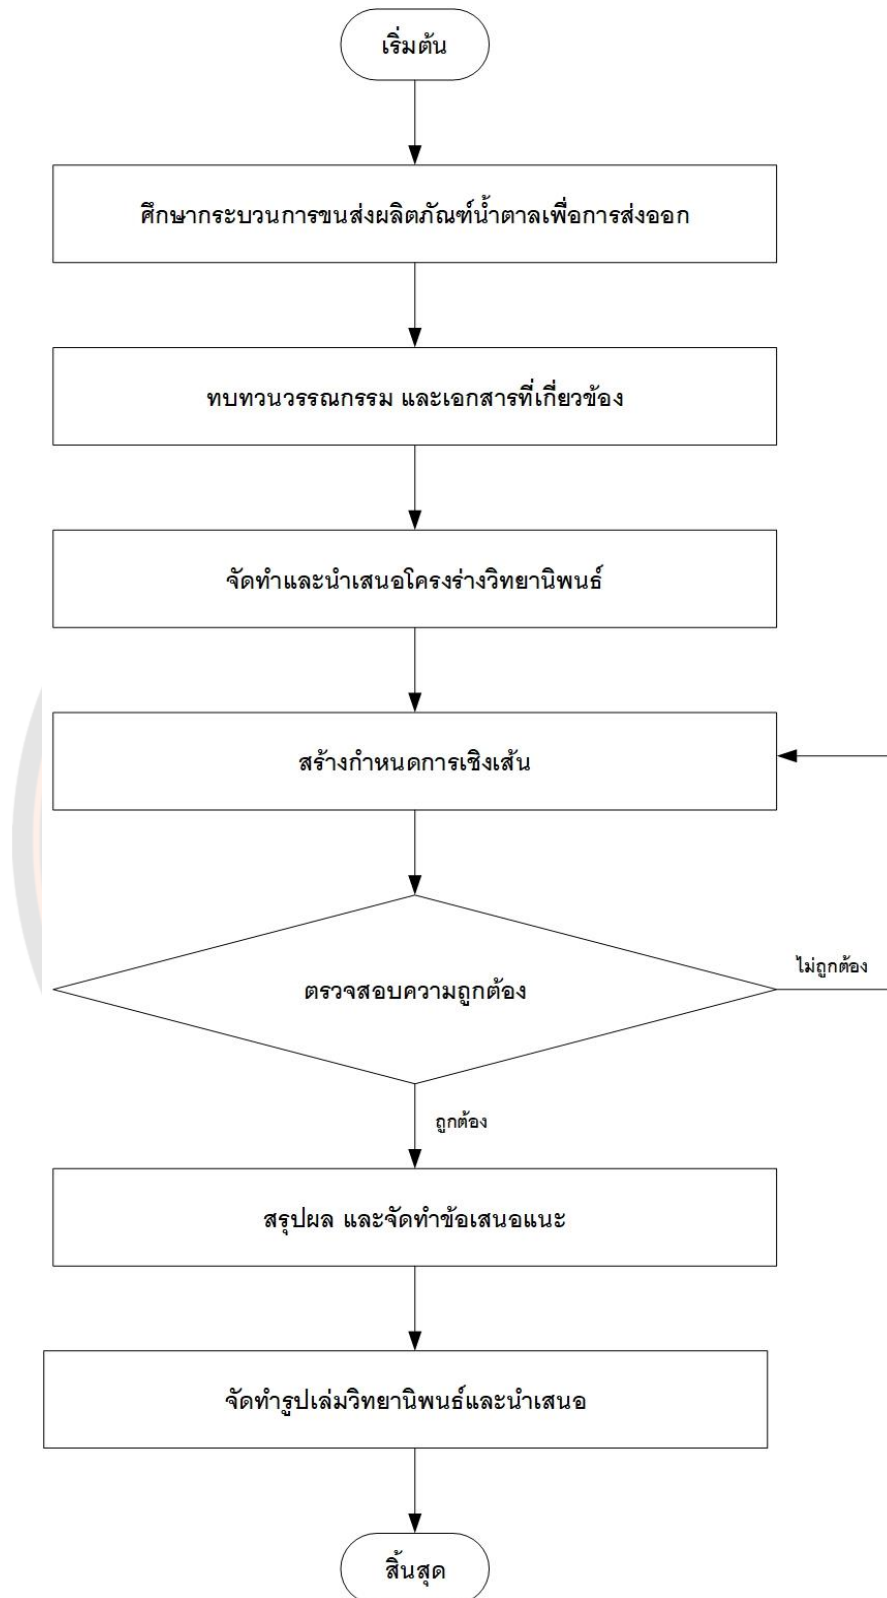 เริ่มต้น
ศึกษากระบวนการขนส่งผลิตภัณฑ์น้ำตาลเพื่อการส่งออก
ทบทวนวรรณกรรม และเอกสารที่เกี่ยวข้อง
จัดทำและนำเสนอโครงร่างวิทยานิพนธ์
สร้างกำหนดการเชิงเส้น
ตรวจสอบความถูกต้อง
ไม่ถูกต้อง
ถูกต้อง
สรุปผล และจัดทำข้อเสนอแนะ
จัดทำรูปเล่มวิทยานิพนธ์และนำเสนอ
สิ้นสุด